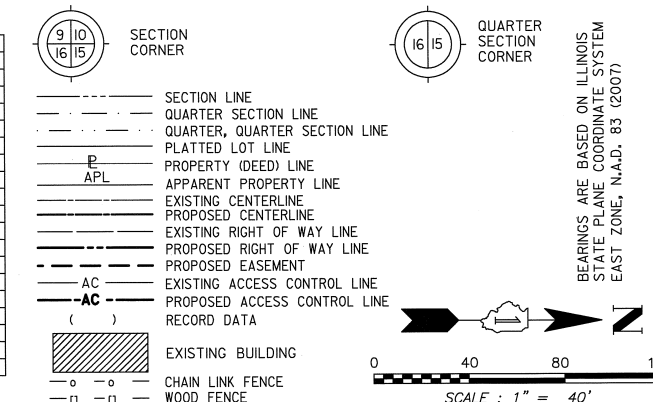 9 10
16 15
SECTION
CORNER
16 15
QUARTER
SECTION
CORNER
SECTION LINE
QUARTER SECTION LINE
QUARTER, QUARTER SECTION LINE
PLATTED LOT LINE
PL PROPERTY (DEED) LINE
APL APPARENT PROPERTY LINE
EXISTING CENTERLINE
PROPOSED CENTERLINE
EXISTING RIGHT OF WAY LINE
PROPOSED RIGHT OF WAY LINE
PROPOSED EASEMENT
AC EXISTING ACCESS CONTROL LINE
AC PROPOSED ACCESS CONTROL LINE
( ) RECORD DATA
EXISTING BUILDING
CHAIN LINK FENCE
WOOD FENCE
BEARINGS ARE BASED ON ILLINOIS
STATE PLANE COORDINATE SYSTEM
EAST ZONE, N.A.D. 83 (2007)
N
0 40 80 1
SCALE : 1" = 40'